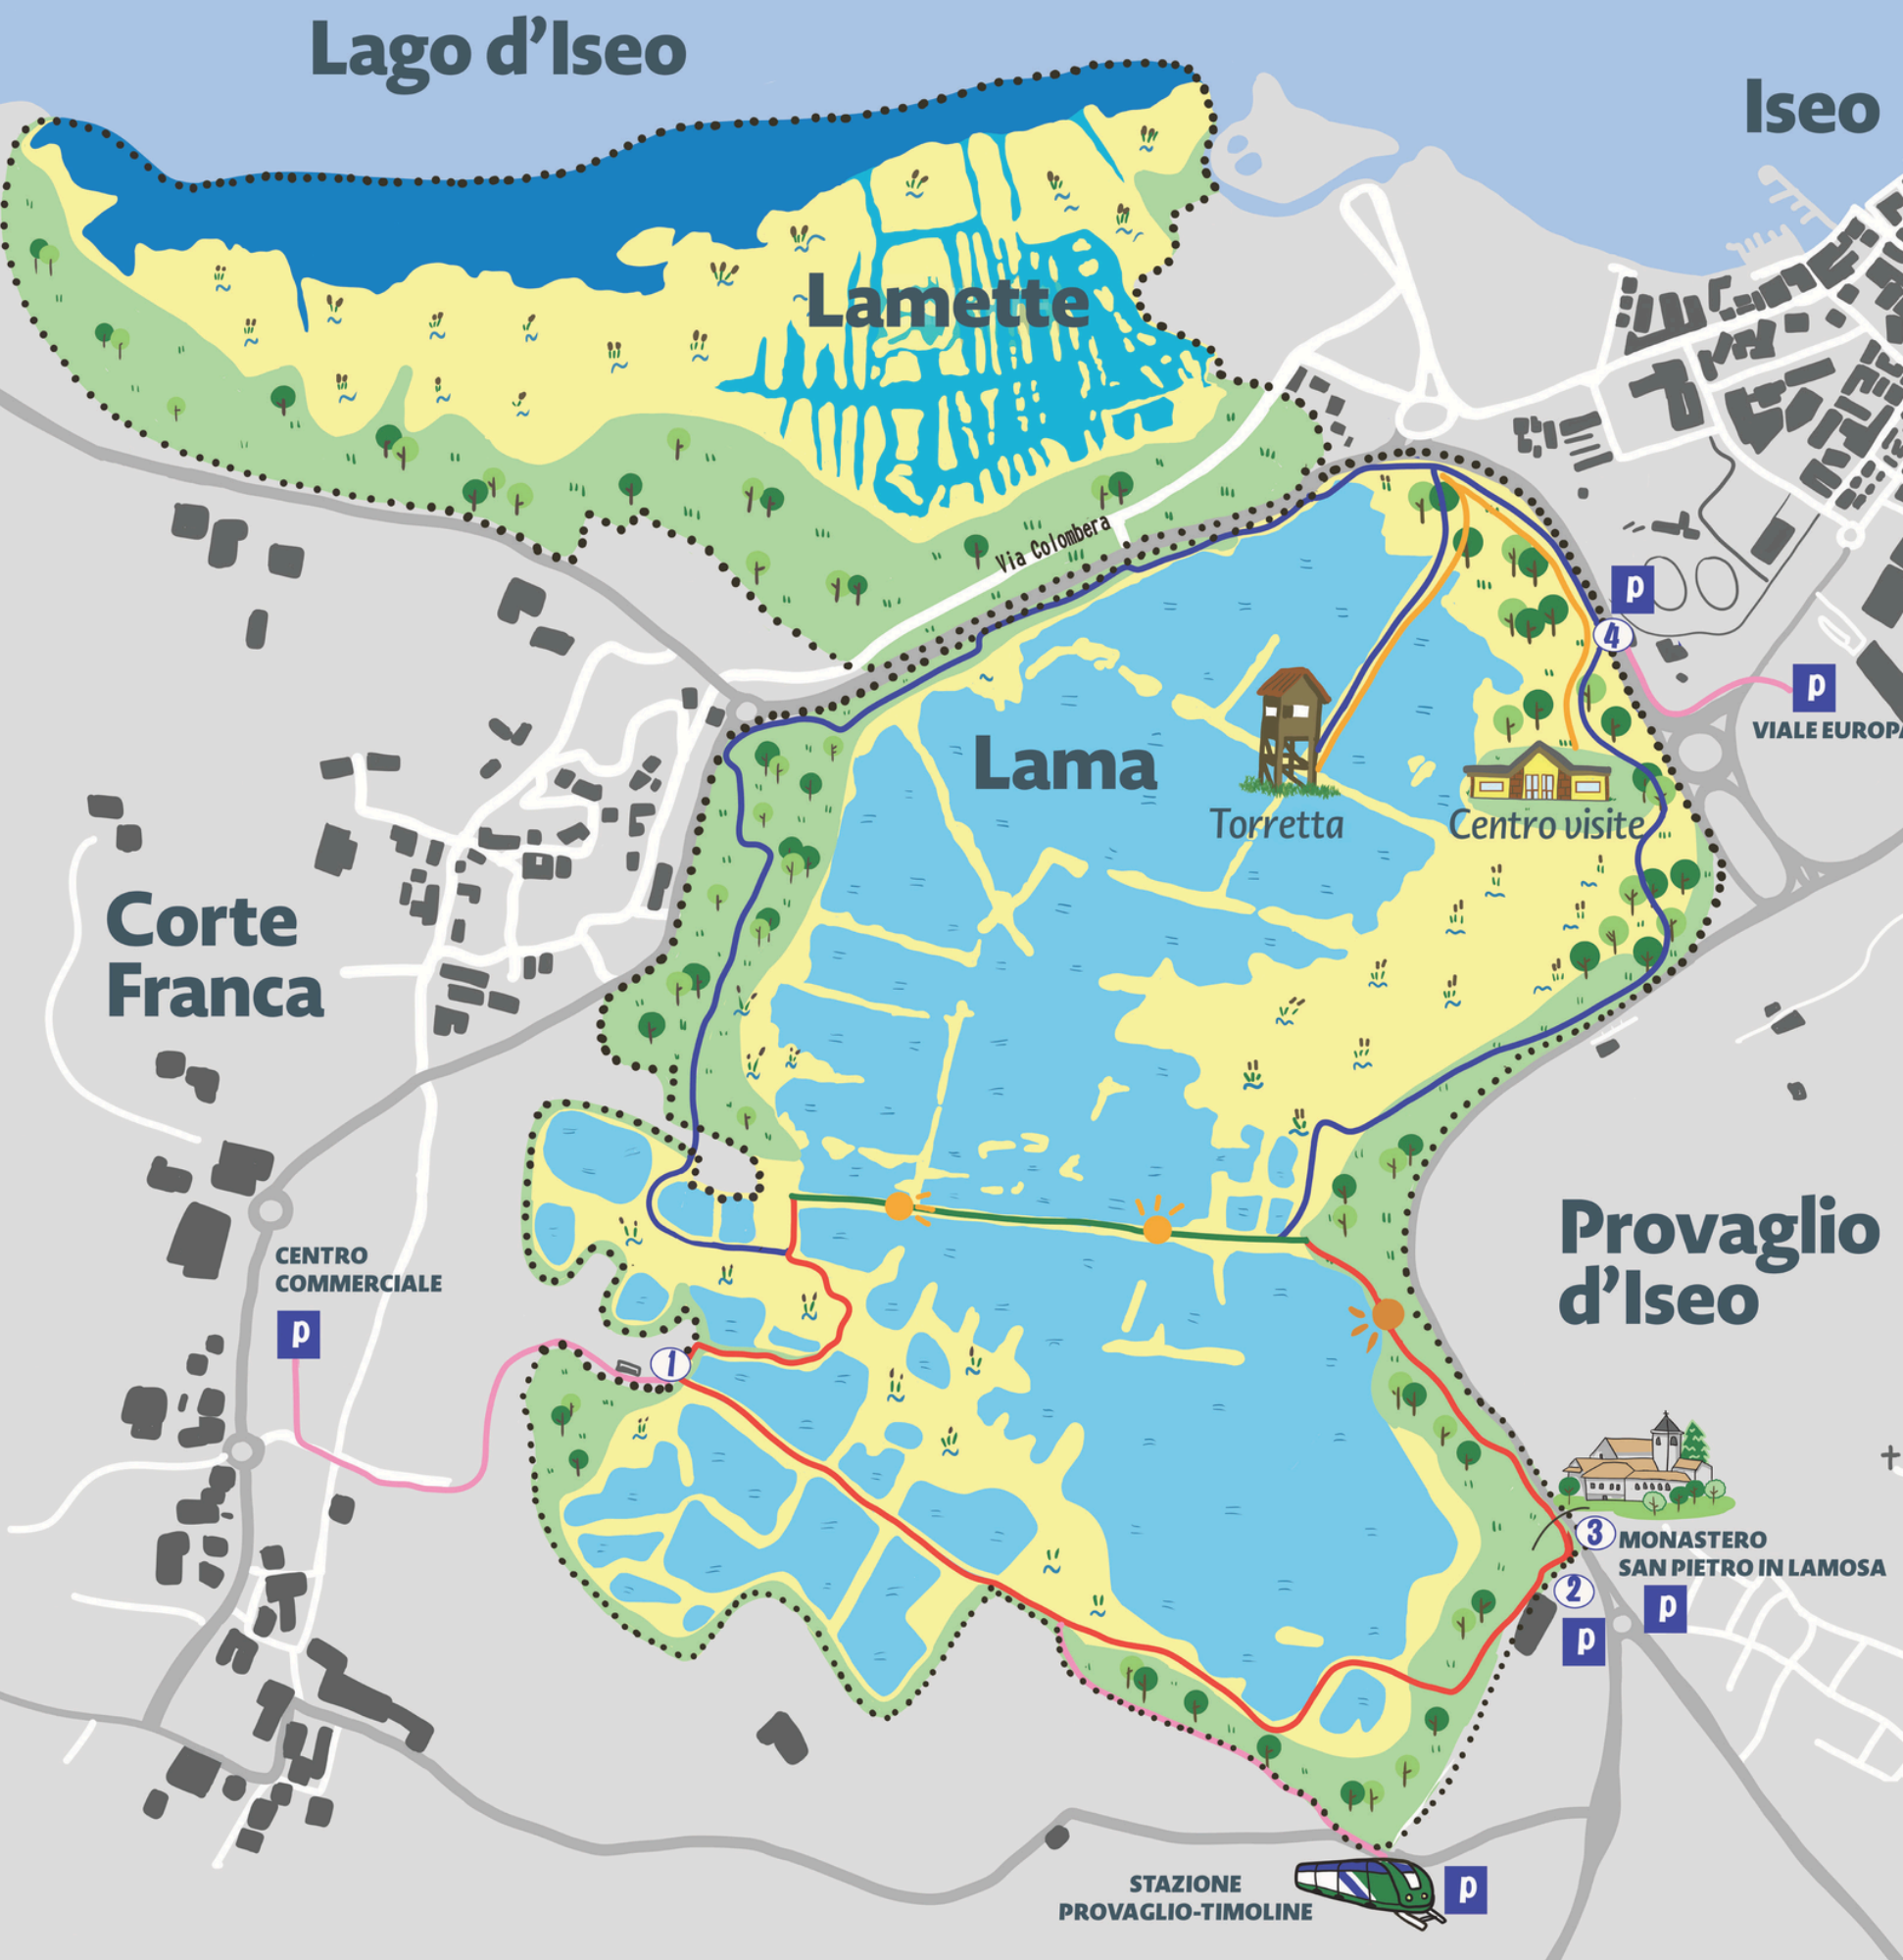 Lago d'Iseo
Iseo
Lamette
Via Colombera
P
4
P
VIALE EUROPA
Lama
Torretta
Centro visite
Corte
Franca
Provaglio
d'Iseo
CENTRO
COMMERCIALE
P
1
3
MONASTERO
SAN PIETRO IN LAMOSA
2
P
P
STAZIONE
PROVAGLIO-TIMOLINE
P